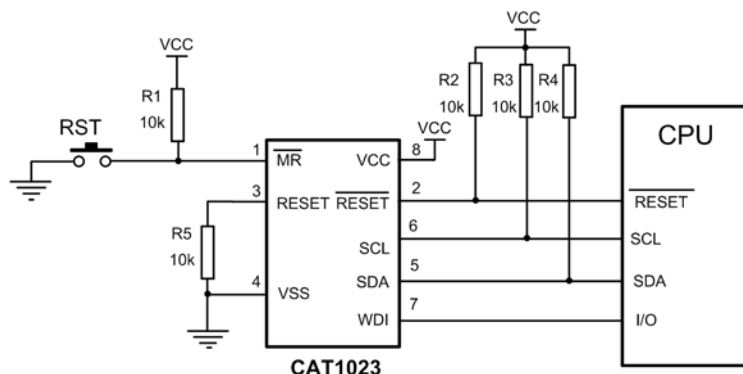 VCC
VCC
R1
10k
R2
10k
R3
10k
R4
10k
VCC
CPU
RST
1
MR
VCC
8
3
RESET
RESET
2
RESET
R5
10k
SCL
6
SCL
4
VSS
SDA
5
SDA
WDI
7
I/O
CAT1023